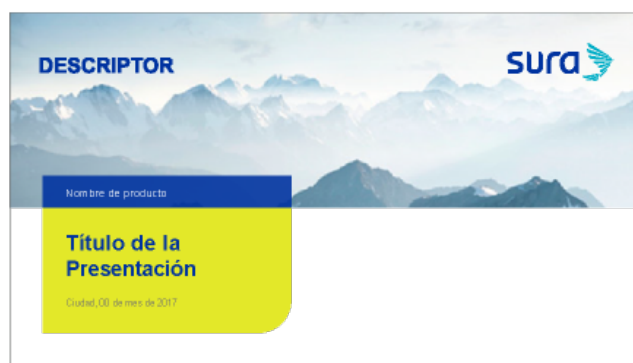 DESCRIPTOR
sura
Nombre de producto
Título de la
Presentación
Ciudad, 00 de mes de 2017